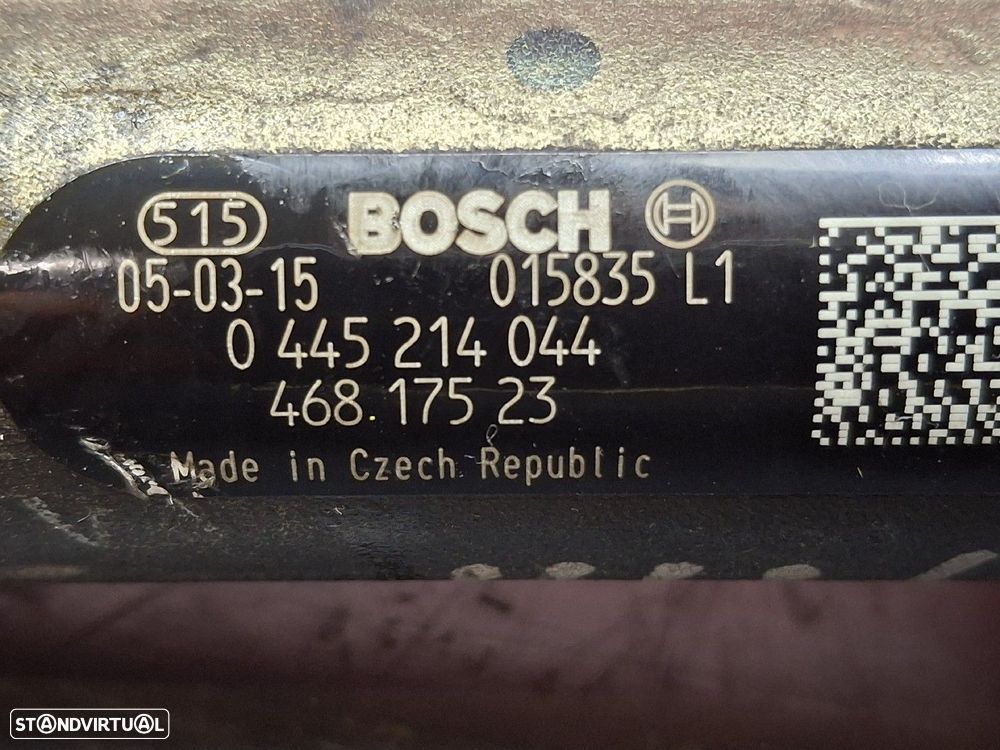 515 BOSCH
05-03-15 015835 L1
0 445 214 044
468.175 23
Made in Czech Republic
STANDVIRTUAL